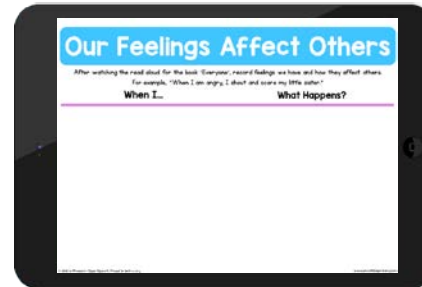 Our Feelings Affect Others
After watching the read aloud for the book 'Everyone', record feelings we have and how they affect others.
For example, "When I am angry, I shout and scare my little sister."
When I... What Happens?